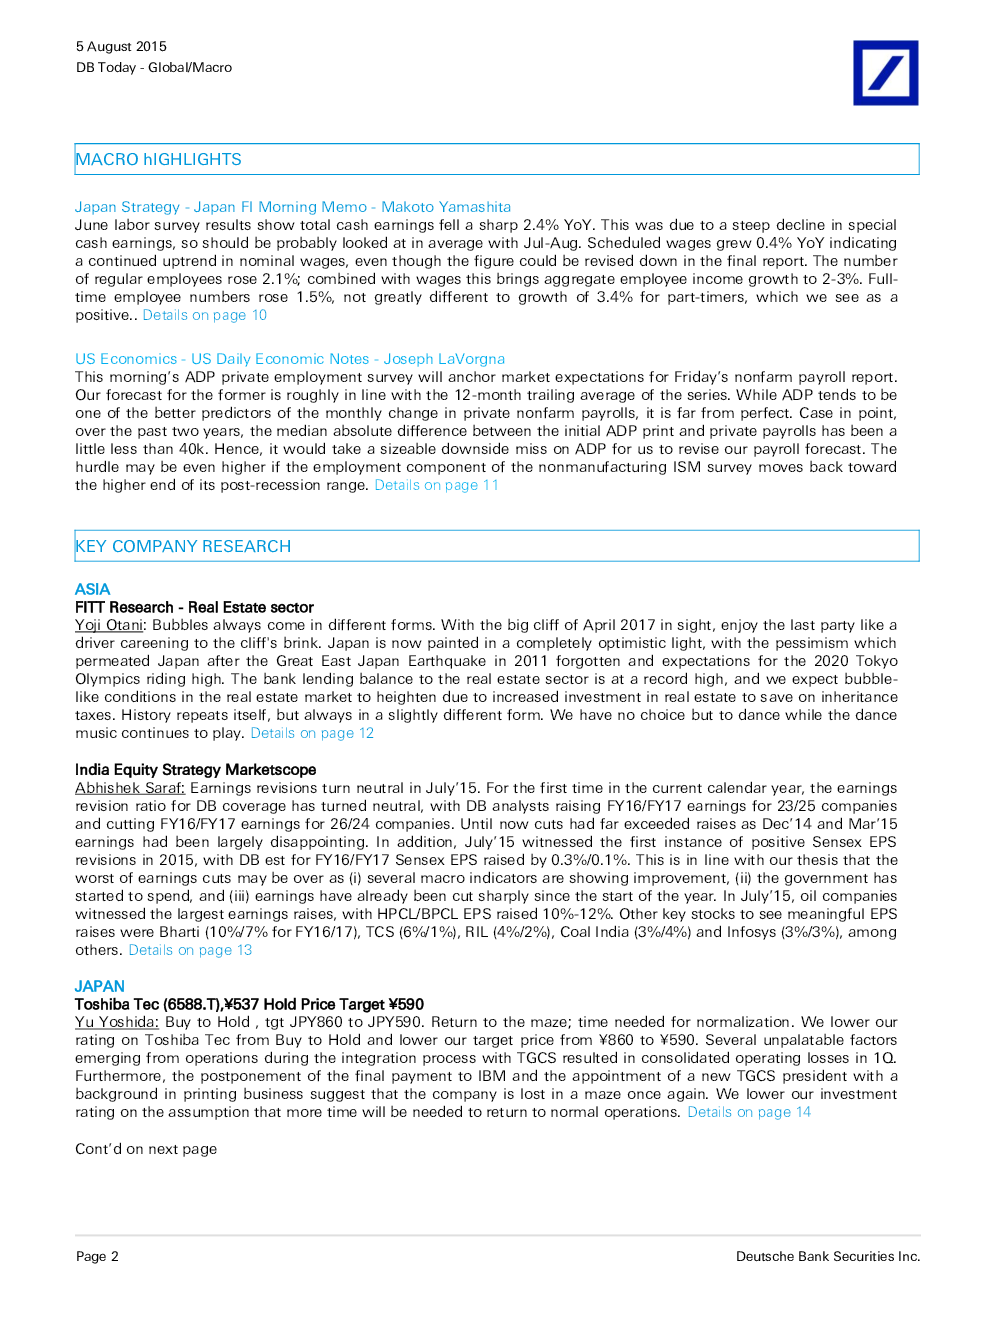 5 August 2015
DB Today - Global/Macro
MACRO hIGHLIGHTS
Japan Strategy - Japan FI Morning Memo - Makoto Yamashita
June labor survey results show total cash earnings fell a sharp 2.4% YoY. This was due to a steep decline in special
cash earnings, so should be probably looked at in average with Jul-Aug. Scheduled wages grew 0.4% YoY indicating
a continued uptrend in nominal wages, even though the figure could be revised down in the final report. The number
of regular employees rose 2.1%; combined with wages this brings aggregate employee income growth to 2-3%. Full-
time employee numbers rose 1.5%, not greatly different to growth of 3.4% for part-timers, which we see as a
positive.. Details on page 10
US Economics - US Daily Economic Notes - Joseph LaVorgna
This morning’s ADP private employment survey will anchor market expectations for Friday’s nonfarm payroll report.
Our forecast for the former is roughly in line with the 12-month trailing average of the series. While ADP tends to be
one of the better predictors of the monthly change in private nonfarm payrolls, it is far from perfect. Case in point,
over the past two years, the median absolute difference between the initial ADP print and private payrolls has been a
little less than 40k. Hence, it would take a sizeable downside miss on ADP for us to revise our payroll forecast. The
hurdle may be even higher if the employment component of the nonmanufacturing ISM survey moves back toward
the higher end of its post-recession range. Details on page 11
KEY COMPANY RESEARCH
ASIA
FITT Research - Real Estate sector
Yoji Otani: Bubbles always come in different forms. With the big cliff of April 2017 in sight, enjoy the last party like a
driver careening to the cliff's brink. Japan is now painted in a completely optimistic light, with the pessimism which
permeated Japan after the Great East Japan Earthquake in 2011 forgotten and expectations for the 2020 Tokyo
Olympics riding high. The bank lending balance to the real estate sector is at a record high, and we expect bubble-
like conditions in the real estate market to heighten due to increased investment in real estate to save on inheritance
taxes. History repeats itself, but always in a slightly different form. We have no choice but to dance while the dance
music continues to play. Details on page 12
India Equity Strategy Marketscope
Abhishek Saraf: Earnings revisions turn neutral in July’15. For the first time in the current calendar year, the earnings
revision ratio for DB coverage has turned neutral, with DB analysts raising FY16/FY17 earnings for 23/25 companies
and cutting FY16/FY17 earnings for 26/24 companies. Until now cuts had far exceeded raises as Dec’14 and Mar’15
earnings had been largely disappointing. In addition, July’15 witnessed the first instance of positive Sensex EPS
revisions in 2015, with DB est for FY16/FY17 Sensex EPS raised by 0.3%/0.1%. This is in line with our thesis that the
worst of earnings cuts may be over as (i) several macro indicators are showing improvement, (ii) the government has
started to spend, and (iii) earnings have already been cut sharply since the start of the year. In July’15, oil companies
witnessed the largest earnings raises, with HPCL/BPCL EPS raised 10%-12%. Other key stocks to see meaningful EPS
raises were Bharti (10%/7% for FY16/17), TCS (6%/1%), RIL (4%/2%), Coal India (3%/4%) and Infosys (3%/3%), among
others. Details on page 13
JAPAN
Toshiba Tec (6588.T),¥537 Hold Price Target ¥590
Yu Yoshida: Buy to Hold , tgt JPY860 to JPY590. Return to the maze; time needed for normalization. We lower our
rating on Toshiba Tec from Buy to Hold and lower our target price from ¥860 to ¥590. Several unpalatable factors
emerging from operations during the integration process with TGCS resulted in consolidated operating losses in 1Q.
Furthermore, the postponement of the final payment to IBM and the appointment of a new TGCS president with a
background in printing business suggest that the company is lost in a maze once again. We lower our investment
rating on the assumption that more time will be needed to return to normal operations. Details on page 14
Cont’d on next page
Page 2
Deutsche Bank Securities Inc.